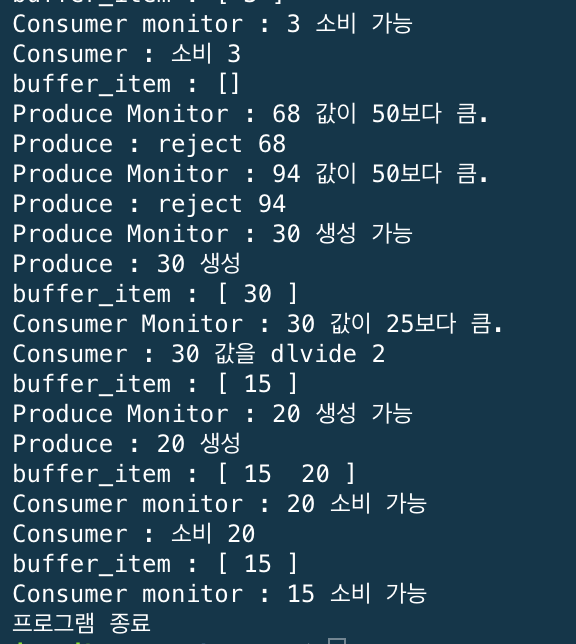 Consumer monitor : 3 소비 가능
Consumer : 소비 3
buffer_item : []
Produce Monitor : 68 값이 50보다 큼.
Produce : reject 68
Produce Monitor : 94 값이 50보다 큼.
Produce : reject 94
Produce Monitor : 30 생성 가능
Produce : 30 생성
buffer_item : [ 30 ]
Consumer Monitor : 30 값이 25보다 큼.
Consumer : 30 값을 dlvide 2
buffer_item : [ 15 ]
Produce Monitor : 20 생성 가능
Produce : 20 생성
buffer_item : [ 15  20 ]
Consumer monitor : 20 소비 가능
Consumer : 소비 20
buffer_item : [ 15 ]
Consumer monitor : 15 소비 가능
프로그램 종료